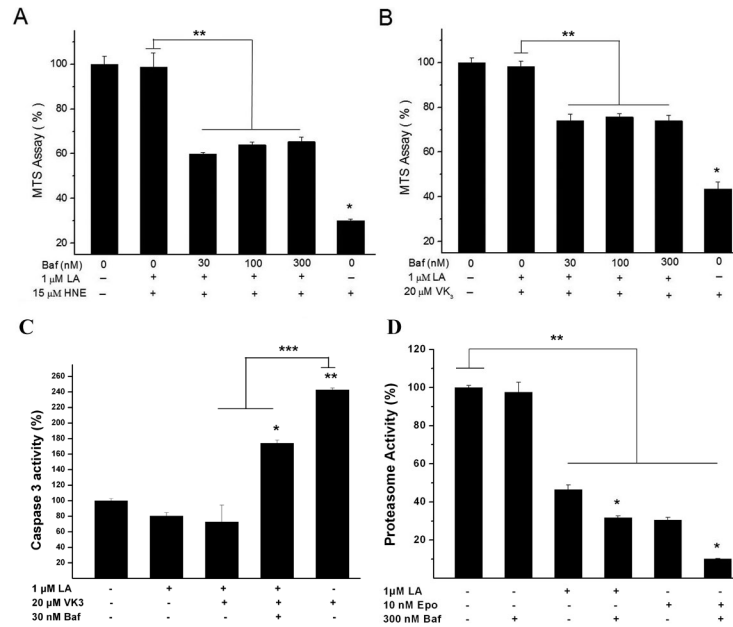 A
**
100
80
60
40
20
MTS Assay ( % )
*
Baf (nM) 0 0 30 100 300 0
1 µM LA – + + + + –
15 µM HNE – + + + + +
B
**
120
100
80
60
40
20
MTS Assay ( % )
*
Baf (nM) 0 0 30 100 300 0
1 µM LA – + + + + –
20 µM VK3 – + + + + +
C
***
**
*
260
240
220
200
180
160
140
120
100
80
60
40
20
Caspase 3 activity (%)
1 µM LA - + + + -
20 µM VK3 - - + + +
30 nM Baf - - - + -
D
**
120
100
80
60
40
20
0
Proteasome Activity (%)
*
*
1µM LA - - + + - -
10 nM Epo - - - - + +
300 nM Baf - + - + - +